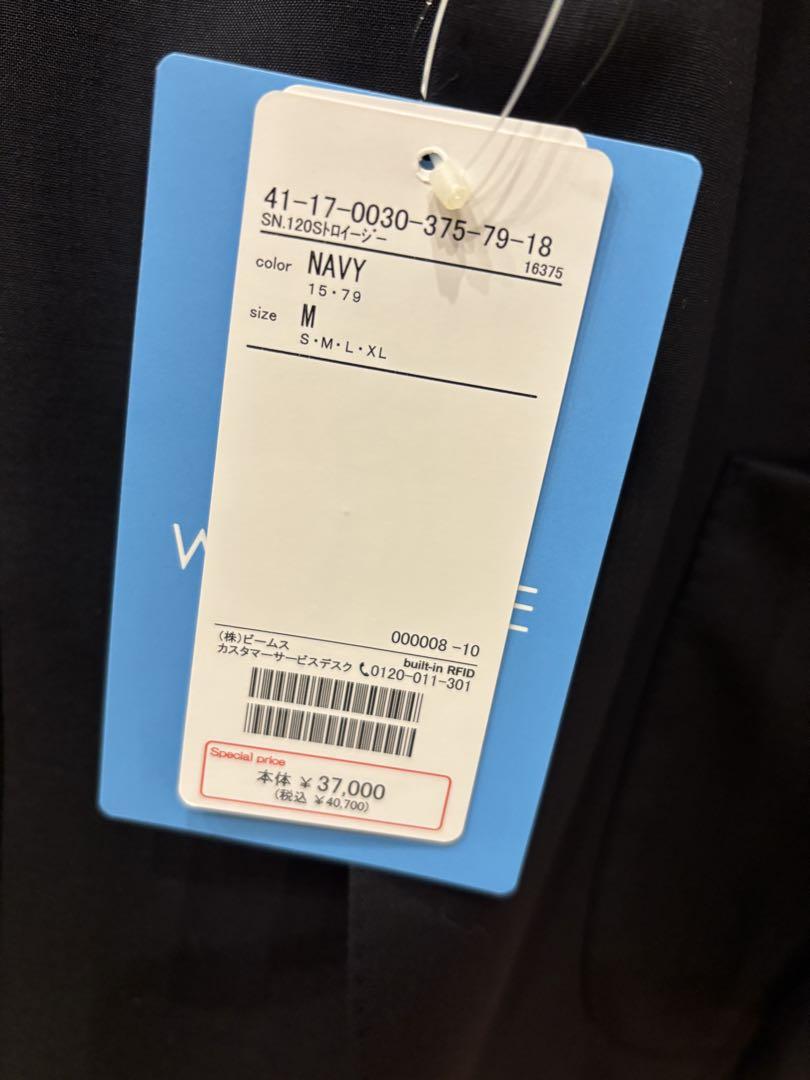 41-17-0030-375-79-18
SN.120Sトロイージー
16375
color NAVY
15・79
size M
S・M・L・XL
W
E
000008 -10
(株)ビームス
built-in RFID
カスタマーサービスデスク 0120-011-301
Special price
本体 ¥ 37,000
(税込 ¥40,700)